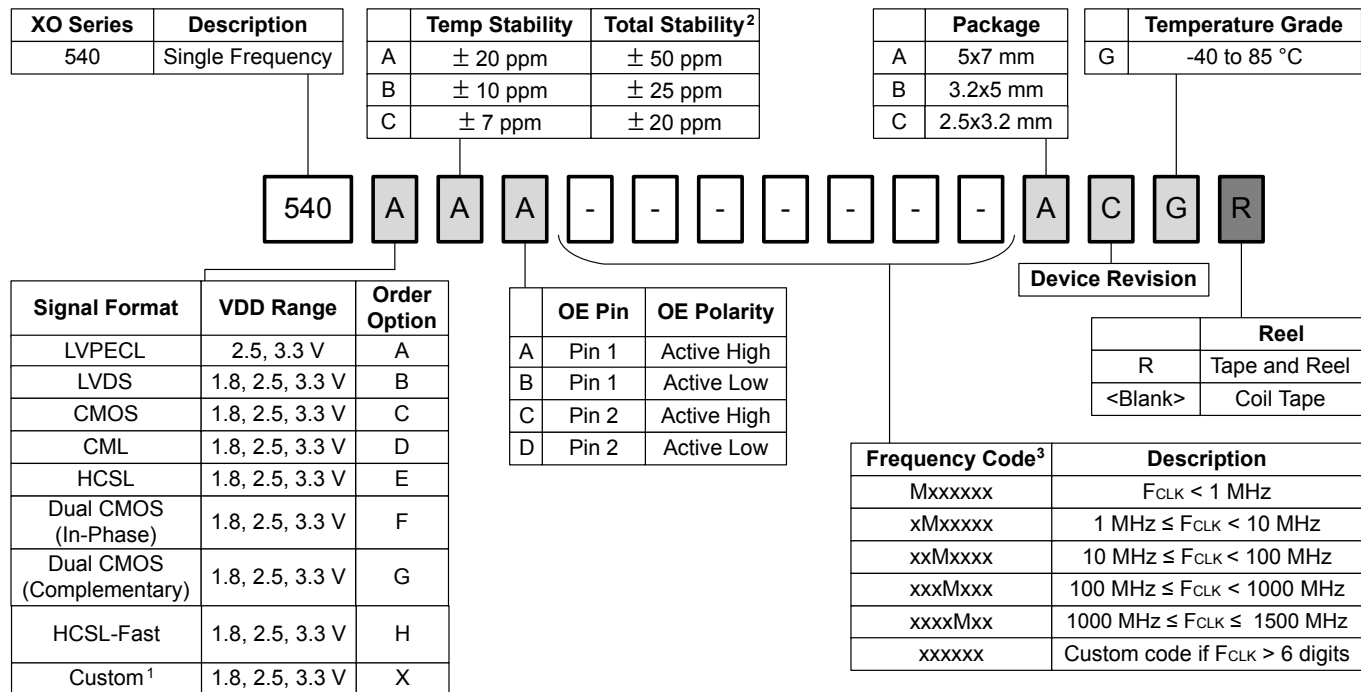 XO Series Description
540 Single Frequency
Temp Stability Total Stability²
A ± 20 ppm ± 50 ppm
B ± 10 ppm ± 25 ppm
C ± 7 ppm ± 20 ppm
Package
A 5x7 mm
B 3.2x5 mm
C 2.5x3.2 mm
Temperature Grade
G -40 to 85 °C
540 A A A - - - - - - - A C G R
Device Revision
Signal Format VDD Range Order Option
LVPECL 2.5, 3.3 V A
LVDS 1.8, 2.5, 3.3 V B
CMOS 1.8, 2.5, 3.3 V C
CML 1.8, 2.5, 3.3 V D
HCSL 1.8, 2.5, 3.3 V E
Dual CMOS
(In-Phase) 1.8, 2.5, 3.3 V F
Dual CMOS
(Complementary) 1.8, 2.5, 3.3 V G
HCSL-Fast 1.8, 2.5, 3.3 V H
Custom¹ 1.8, 2.5, 3.3 V X
OE Pin OE Polarity
A Pin 1 Active High
B Pin 1 Active Low
C Pin 2 Active High
D Pin 2 Active Low
Reel
R Tape and Reel
<Blank> Coil Tape
Frequency Code³ Description
Mxxxxxx FCLK < 1 MHz
xMxxxxx 1 MHz ≤ FCLK < 10 MHz
xxMxxxx 10 MHz ≤ FCLK < 100 MHz
xxxMxxx 100 MHz ≤ FCLK < 1000 MHz
xxxxMxx 1000 MHz ≤ FCLK ≤ 1500 MHz
xxxxxx Custom code if FCLK > 6 digits